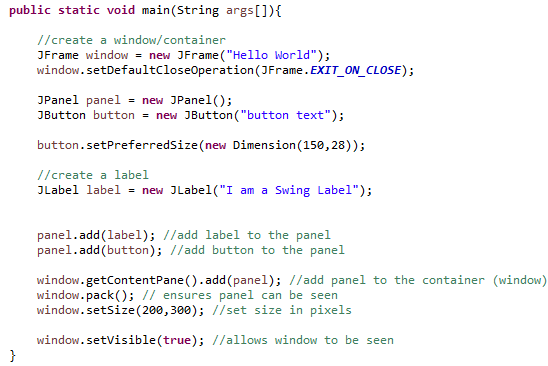 public static void main(String args[]){
//create a window/container
JFrame window = new JFrame("Hello World");
window.setDefaultCloseOperation(JFrame.EXIT_ON_CLOSE);
JPanel panel = new JPanel();
JButton button = new JButton("button text");
button.setPreferredSize(new Dimension(150,28));
//create a label
JLabel label = new JLabel("I am a Swing Label");
panel.add(label); //add label to the panel
panel.add(button); //add button to the panel
window.getContentPane().add(panel); //add panel to the container (window)
window.pack(); // ensures panel can be seen
window.setSize(200,300); //set size in pixels
window.setVisible(true); //allows window to be seen
}